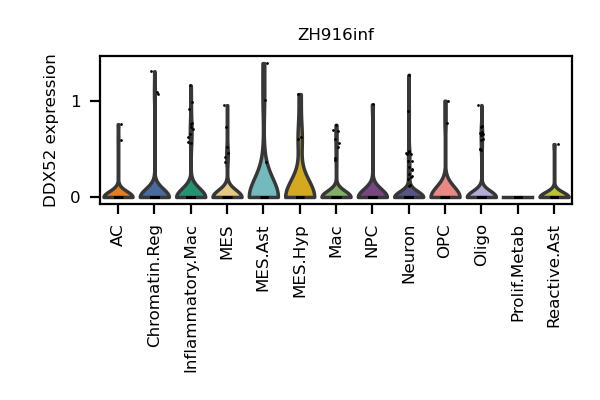 ZH916inf
DDX52 expression
1
0
AC
Chromatin.Reg
Inflammatory.Mac
MES
MES.Ast
MES.Hyp
Mac
NPC
Neuron
OPC
Oligo
Prolif.Metab
Reactive.Ast